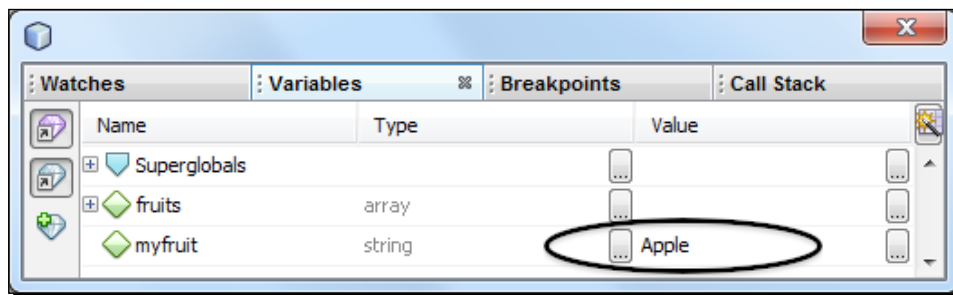 Watches Variables Breakpoints Call Stack
Name Type Value
Superglobals ... ...
fruits array ... ...
myfruit string ... Apple ...